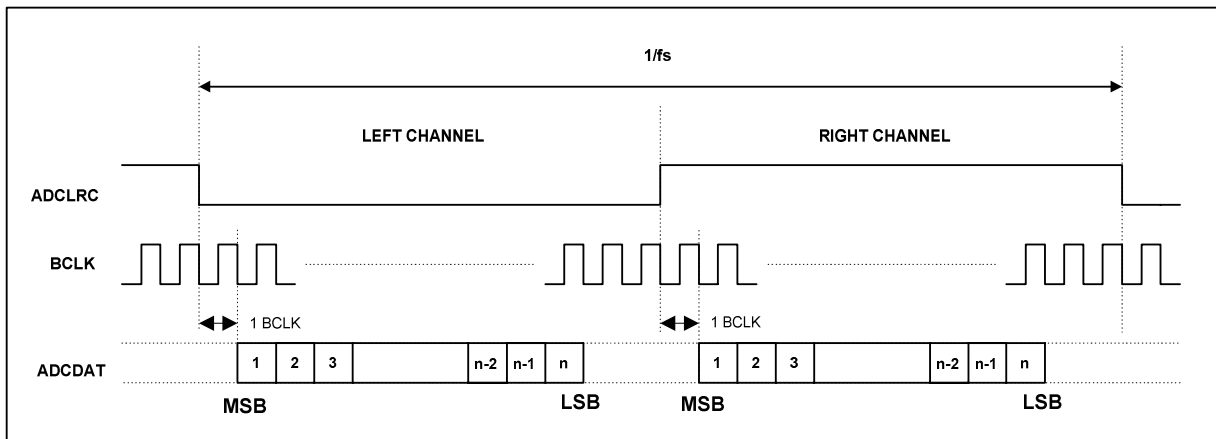 1/fs
LEFT CHANNEL RIGHT CHANNEL
ADCLRC
BCLK
1 BCLK 1 BCLK
ADCDAT 1 2 3 n-2 n-1 n 1 2 3 n-2 n-1 n
MSB LSB MSB LSB